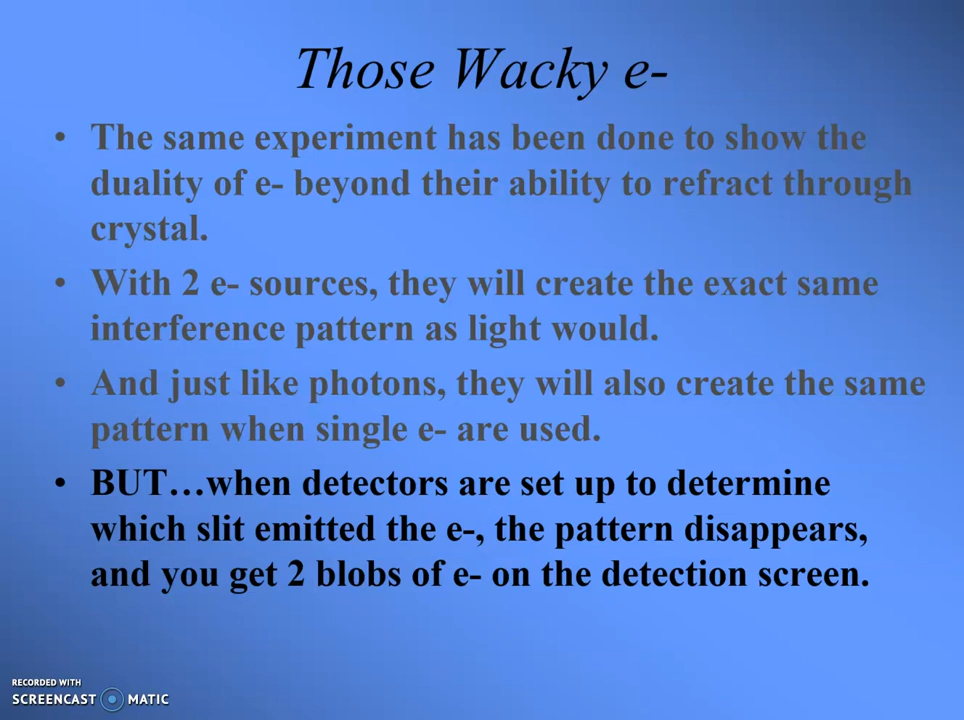 Those Wacky e-
• The same experiment has been done to show the
duality of e- beyond their ability to refract through
crystal.
• With 2 e- sources, they will create the exact same
interference pattern as light would.
• And just like photons, they will also create the same
pattern when single e- are used.
• BUT…when detectors are set up to determine
which slit emitted the e-, the pattern disappears,
and you get 2 blobs of e- on the detection screen.
RECORDED WITH
SCREENCAST MATIC